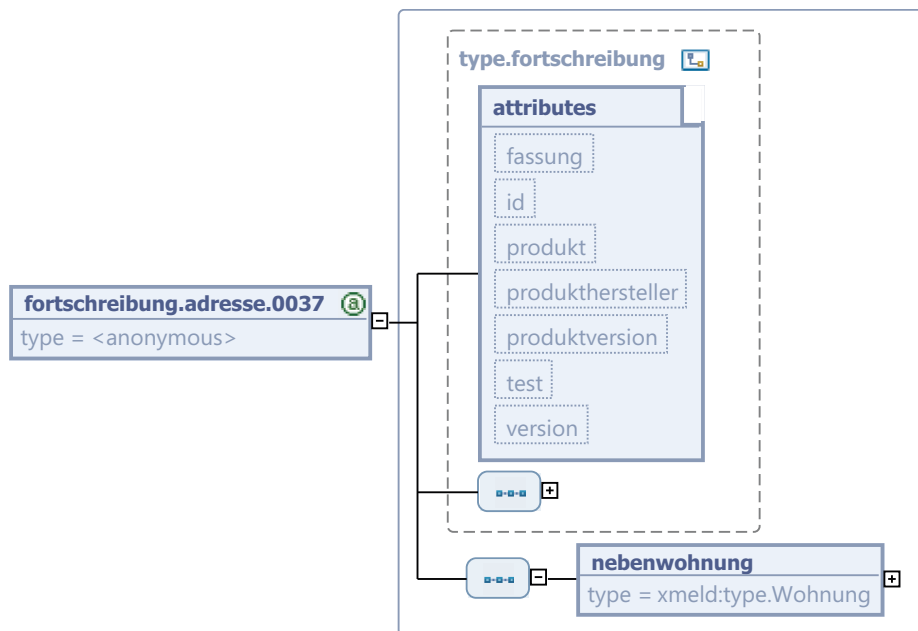 type.fortschreibung
attributes
fassung
id
produkt
produkthersteller
produktversion
test
version
fortschreibung.adresse.0037 @
type = <anonymous>
nebenwohnung
type = xmeld:type.Wohnung